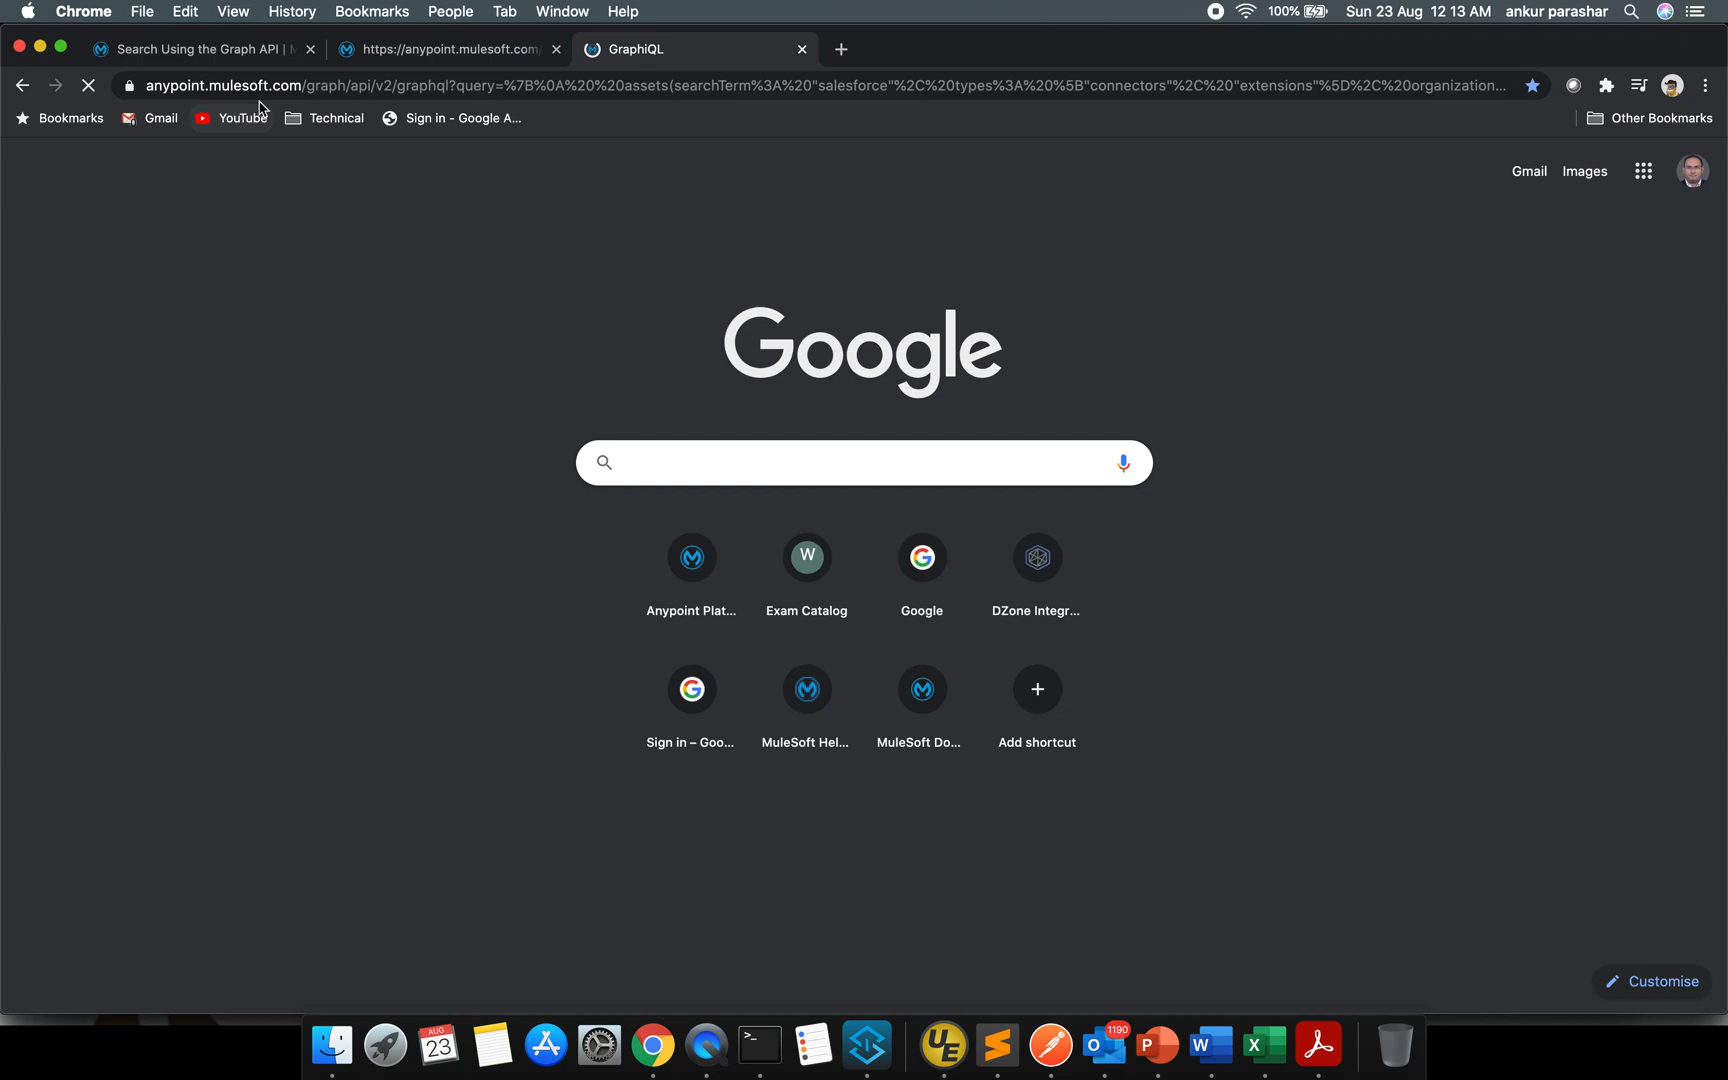 Chrome File Edit View History Bookmarks People Tab Window Help 100% Sun 23 Aug 12 13 AM ankur parashar
Search Using the Graph API | https://anypoint.mulesoft.com/ GraphiQL
anypoint.mulesoft.com/graph/api/v2/graphql?query=%7B%0A%20%20assets(searchTerm%3A%20"salesforce"%2C%20types%3A%20%5B"connectors"%2C%20"extensions"%5D%2C%20organization...
Bookmarks Gmail YouTube Technical Sign in - Google A... Other Bookmarks
Gmail Images
Google
Anypoint Plat... W Exam Catalog Google DZone Integr...
Sign in – Goo... MuleSoft Hel... MuleSoft Do... Add shortcut
Customise
AUG 23 >_ UE 1190 O P W X